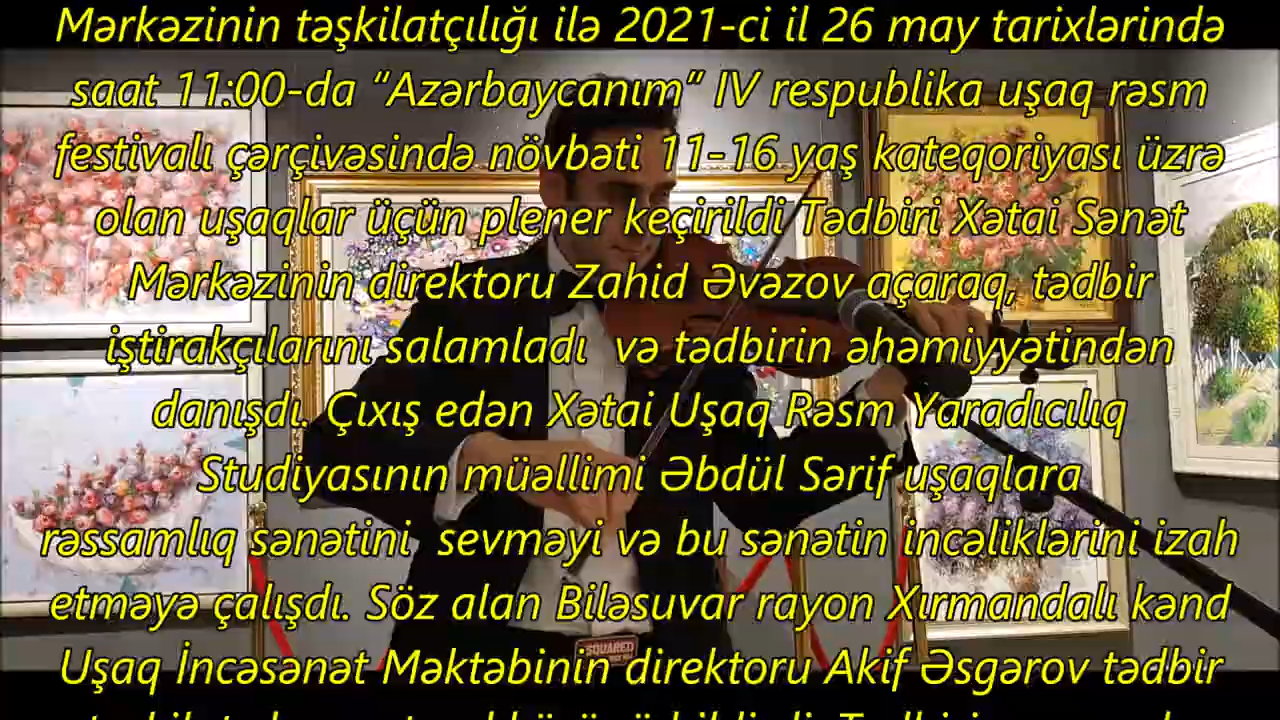 Mərkəzinin təşkilatçılığı ilə 2021-ci il 26 may tarixlərində
saat 11:00-da “Azərbaycanım” IV respublika uşaq rəsm
festivalı çərçivəsində növbəti 11-16 yaş kateqoriyası üzrə
olan uşaqlar üçün plener keçirildi Tədbiri Xətai Sənət
Mərkəzinin direktoru Zahid Əvəzov açaraq, tədbir
iştirakçılarını salamladı və tədbirin əhəmiyyətindən
danışdı. Çıxış edən Xətai Uşaq Rəsm Yaradıcılıq
Studiyasının müəllimi Əbdül Sərif uşaqlara
rəssamlıq sənətini sevməyi və bu sənətin incəliklərini izah
etməyə çalışdı. Söz alan Biləsuvar rayon Xırmandalı kənd
SQUARED
Uşaq İncəsənət Məktəbinin direktoru Akif Əsgərov tədbir